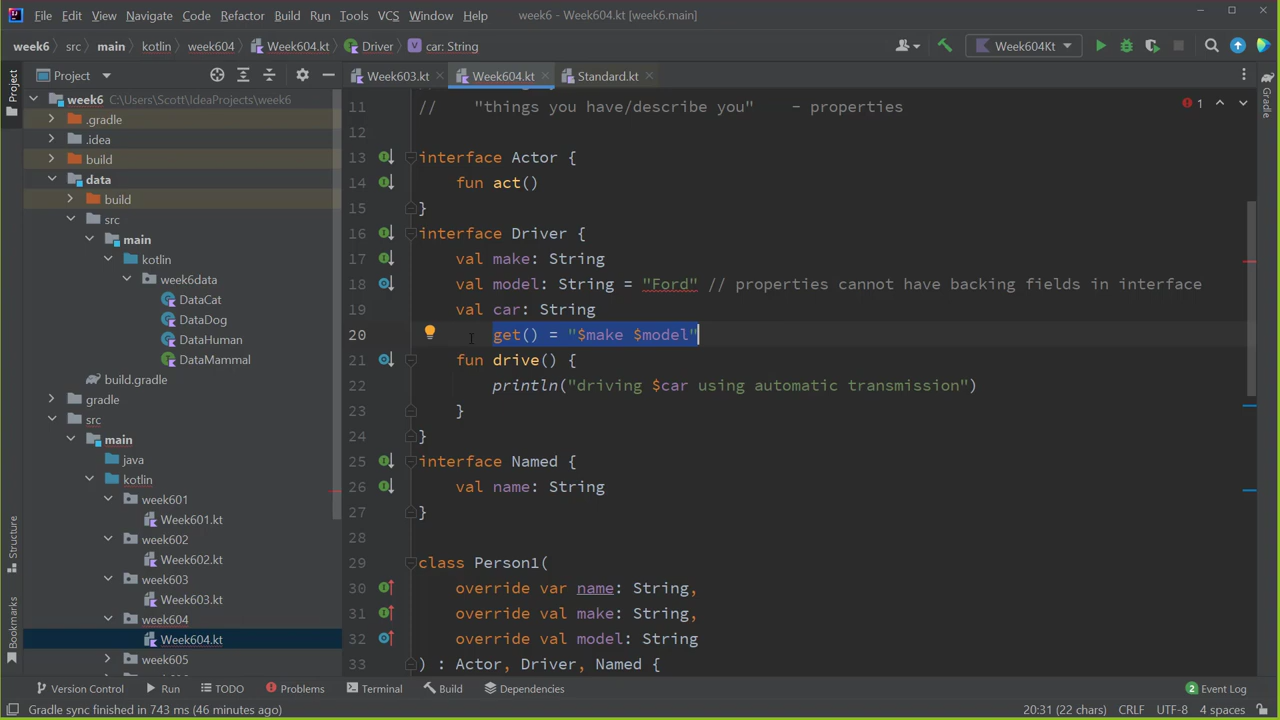 File Edit View Navigate Code Refactor Build Run Tools VCS Window Help week6 - Week604.kt [week6.main]
week6 src main kotlin week604 Week604.kt Driver car: String Week604Kt
Project Week603.kt Week604.kt Standard.kt
week6 C:\Users\Scott\IdeaProjects\week6
.gradle
.idea
build
data
build
src
main
kotlin
week6data
DataCat
DataDog
DataHuman
DataMammal
build.gradle
gradle
src
main
java
kotlin
week601
Week601.kt
week602
Week602.kt
week603
Week603.kt
week604
Week604.kt
week605
11 // "things you have/describe you" - properties
12
13 interface Actor {
14 fun act()
15 }
16 interface Driver {
17 val make: String
18 val model: String = "Ford" // properties cannot have backing fields in interface
19 val car: String
20 get() = "$make $model"
21 fun drive() {
22 println("driving $car using automatic transmission")
23 }
24 }
25 interface Named {
26 val name: String
27 }
28
29 class Person1(
30 override var name: String,
31 override val make: String,
32 override val model: String
33 ) : Actor, Driver, Named {
1
Project
Structure
Bookmarks
Gradle
Version Control Run TODO Problems Terminal Build Dependencies 2 Event Log
Gradle sync finished in 743 ms (46 minutes ago) 20:31 (22 chars) CRLF UTF-8 4 spaces